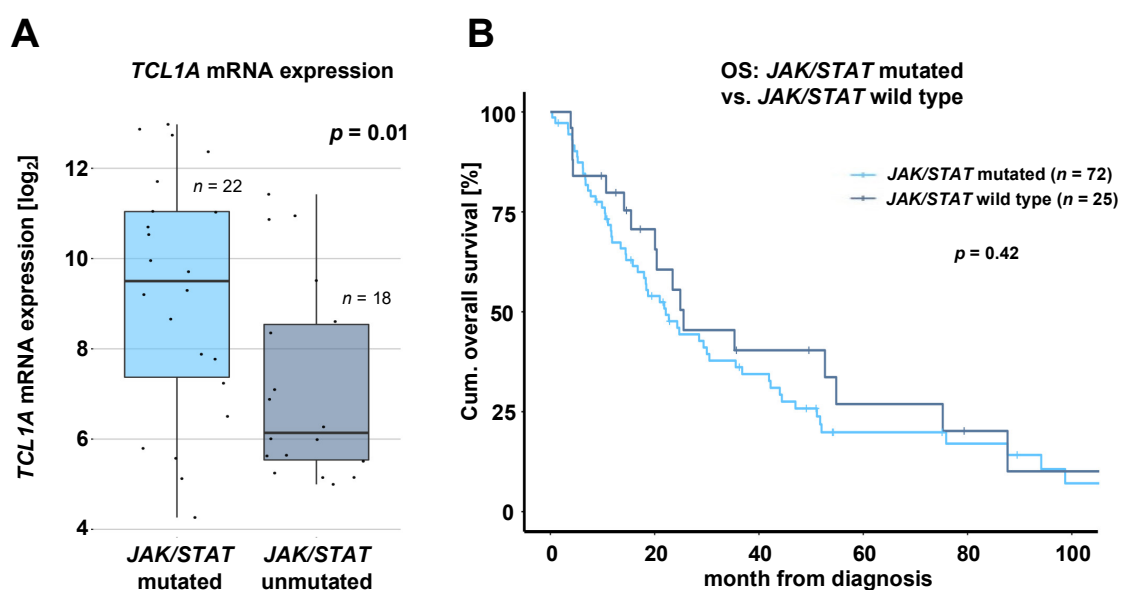 A
TCL1A mRNA expression
p = 0.01
n = 22
n = 18
TCL1A mRNA expression [log₂]
12
10
8
6
4
JAK/STAT
mutated
JAK/STAT
unmutated
B
OS: JAK/STAT mutated
vs. JAK/STAT wild type
JAK/STAT mutated (n = 72)
JAK/STAT wild type (n = 25)
p = 0.42
Cum. overall survival [%]
100
75
50
25
0
0 20 40 60 80 100
month from diagnosis